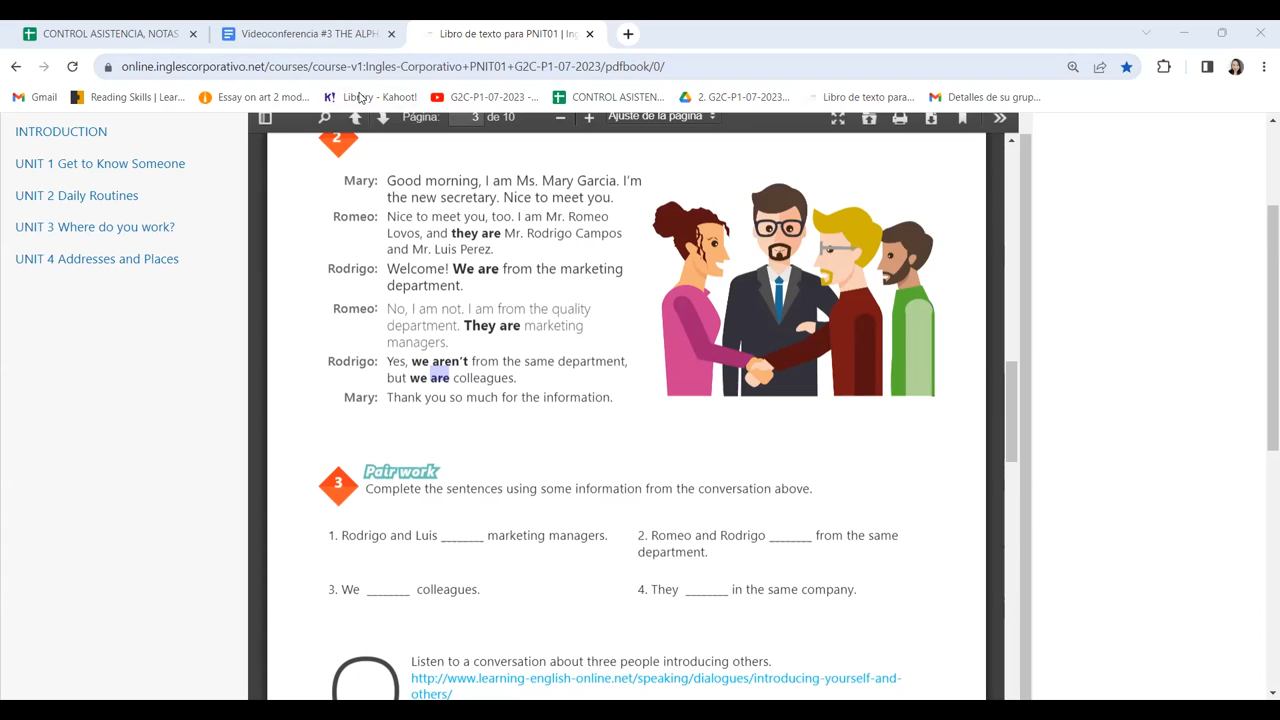 CONTROL ASISTENCIA, NOTAS
Videoconferencia #3 THE ALPH
Libro de texto para PNIT01 | Ing
online.inglescorporativo.net/courses/course-v1:Ingles-Corporativo+PNIT01+G2C-P1-07-2023/pdfbook/0/
Gmail
Reading Skills | Lear...
Essay on art 2 mod...
K! Library - Kahoot!
G2C-P1-07-2023 -...
CONTROL ASISTEN...
2. G2C-P1-07-2023...
Libro de texto para...
Detalles de su grup...
INTRODUCTION
UNIT 1 Get to Know Someone
UNIT 2 Daily Routines
UNIT 3 Where do you work?
UNIT 4 Addresses and Places
Página: 3 de 10
Ajuste de la página
2
Mary: Good morning, I am Ms. Mary Garcia. I'm
the new secretary. Nice to meet you.
Romeo: Nice to meet you, too. I am Mr. Romeo
Lovos, and they are Mr. Rodrigo Campos
and Mr. Luis Perez.
Rodrigo: Welcome! We are from the marketing
department.
Romeo: No, I am not. I am from the quality
department. They are marketing
managers.
Rodrigo: Yes, we aren't from the same department,
but we are colleagues.
Mary: Thank you so much for the information.
3
Pair work
Complete the sentences using some information from the conversation above.
1. Rodrigo and Luis ______ marketing managers.
2. Romeo and Rodrigo ______ from the same
department.
3. We ______ colleagues.
4. They ______ in the same company.
Listen to a conversation about three people introducing others.
http://www.learning-english-online.net/speaking/dialogues/introducing-yourself-and-
others/